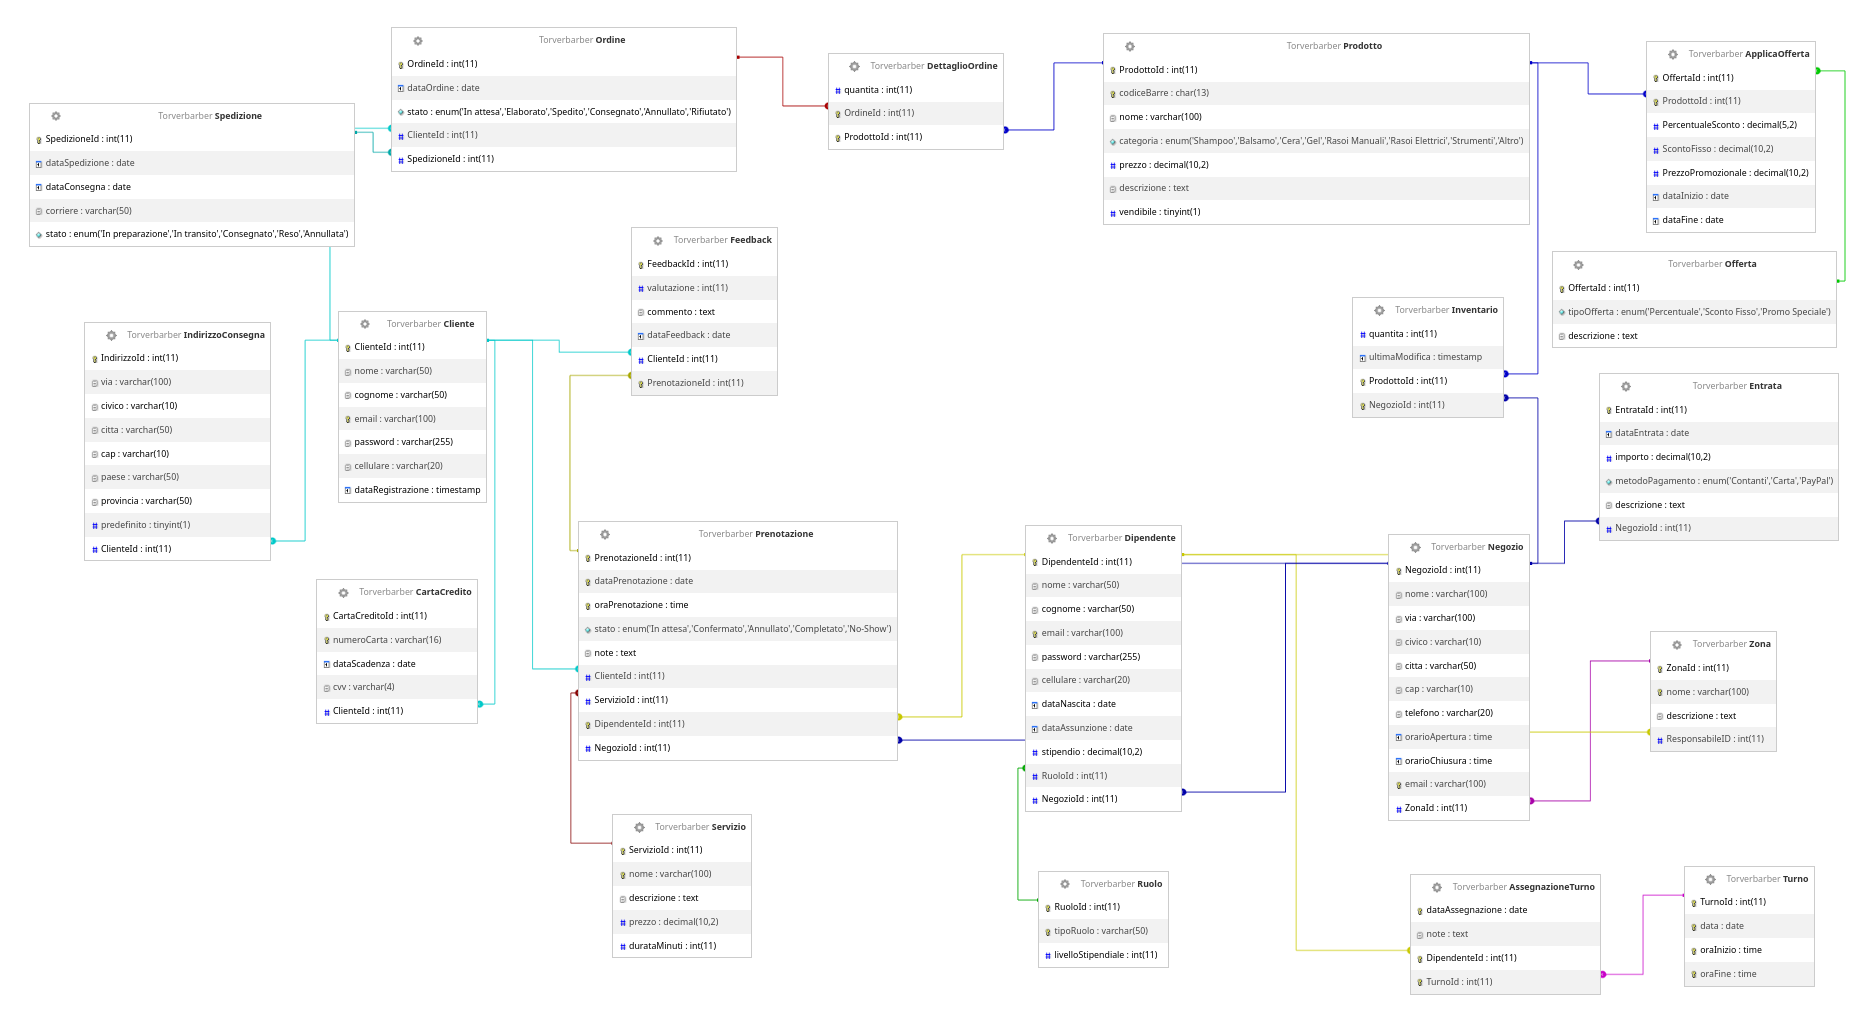 Torverbarber Ordine
OrdineId : int(11)
dataOrdine : date
stato : enum('In attesa','Elaborato','Spedito','Consegnato','Annullato','Rifiutato')
ClienteId : int(11)
SpedizioneId : int(11)
Torverbarber DettaglioOrdine
quantita : int(11)
OrdineId : int(11)
ProdottoId : int(11)
Torverbarber Prodotto
ProdottoId : int(11)
codiceBarre : char(13)
nome : varchar(100)
categoria : enum('Shampoo','Balsamo','Cera','Gel','Rasoi Manuali','Rasoi Elettrici','Strumenti','Altro')
prezzo : decimal(10,2)
descrizione : text
vendibile : tinyint(1)
Torverbarber ApplicaOfferta
OffertaId : int(11)
ProdottoId : int(11)
PercentualeSconto : decimal(5,2)
ScontoFisso : decimal(10,2)
PrezzoPromozionale : decimal(10,2)
dataInizio : date
dataFine : date
Torverbarber Spedizione
SpedizioneId : int(11)
dataSpedizione : date
dataConsegna : date
corriere : varchar(50)
stato : enum('In preparazione','In transito','Consegnato','Reso','Annullata')
Torverbarber Feedback
FeedbackId : int(11)
valutazione : int(11)
commento : text
dataFeedback : date
ClienteId : int(11)
PrenotazioneId : int(11)
Torverbarber Offerta
OffertaId : int(11)
tipoOfferta : enum('Percentuale','Sconto Fisso','Promo Speciale')
descrizione : text
Torverbarber Inventario
quantita : int(11)
ultimaModifica : timestamp
ProdottoId : int(11)
NegozioId : int(11)
Torverbarber IndirizzoConsegna
IndirizzoId : int(11)
via : varchar(100)
civico : varchar(10)
citta : varchar(50)
cap : varchar(10)
paese : varchar(50)
provincia : varchar(50)
predefinito : tinyint(1)
ClienteId : int(11)
Torverbarber Cliente
ClienteId : int(11)
nome : varchar(50)
cognome : varchar(50)
email : varchar(100)
password : varchar(255)
cellulare : varchar(20)
dataRegistrazione : timestamp
Torverbarber Entrata
EntrataId : int(11)
dataEntrata : date
importo : decimal(10,2)
metodoPagamento : enum('Contanti','Carta','PayPal')
descrizione : text
NegozioId : int(11)
Torverbarber CartaCredito
CartaCreditoId : int(11)
numeroCarta : varchar(16)
dataScadenza : date
cvv : varchar(4)
ClienteId : int(11)
Torverbarber Prenotazione
PrenotazioneId : int(11)
dataPrenotazione : date
oraPrenotazione : time
stato : enum('In attesa','Confermato','Annullato','Completato','No-Show')
note : text
ClienteId : int(11)
ServizioId : int(11)
DipendenteId : int(11)
NegozioId : int(11)
Torverbarber Dipendente
DipendenteId : int(11)
nome : varchar(50)
cognome : varchar(50)
email : varchar(100)
password : varchar(255)
cellulare : varchar(20)
dataNascita : date
dataAssunzione : date
stipendio : decimal(10,2)
RuoloId : int(11)
NegozioId : int(11)
Torverbarber Negozio
NegozioId : int(11)
nome : varchar(100)
via : varchar(100)
civico : varchar(10)
citta : varchar(50)
cap : varchar(10)
telefono : varchar(20)
orarioApertura : time
orarioChiusura : time
email : varchar(100)
ZonaId : int(11)
Torverbarber Zona
ZonaId : int(11)
nome : varchar(100)
descrizione : text
ResponsabileID : int(11)
Torverbarber Servizio
ServizioId : int(11)
nome : varchar(100)
descrizione : text
prezzo : decimal(10,2)
durataMinuti : int(11)
Torverbarber Ruolo
RuoloId : int(11)
tipoRuolo : varchar(50)
livelloStipendiale : int(11)
Torverbarber AssegnazioneTurno
dataAssegnazione : date
note : text
DipendenteId : int(11)
TurnoId : int(11)
Torverbarber Turno
TurnoId : int(11)
data : date
oraInizio : time
oraFine : time